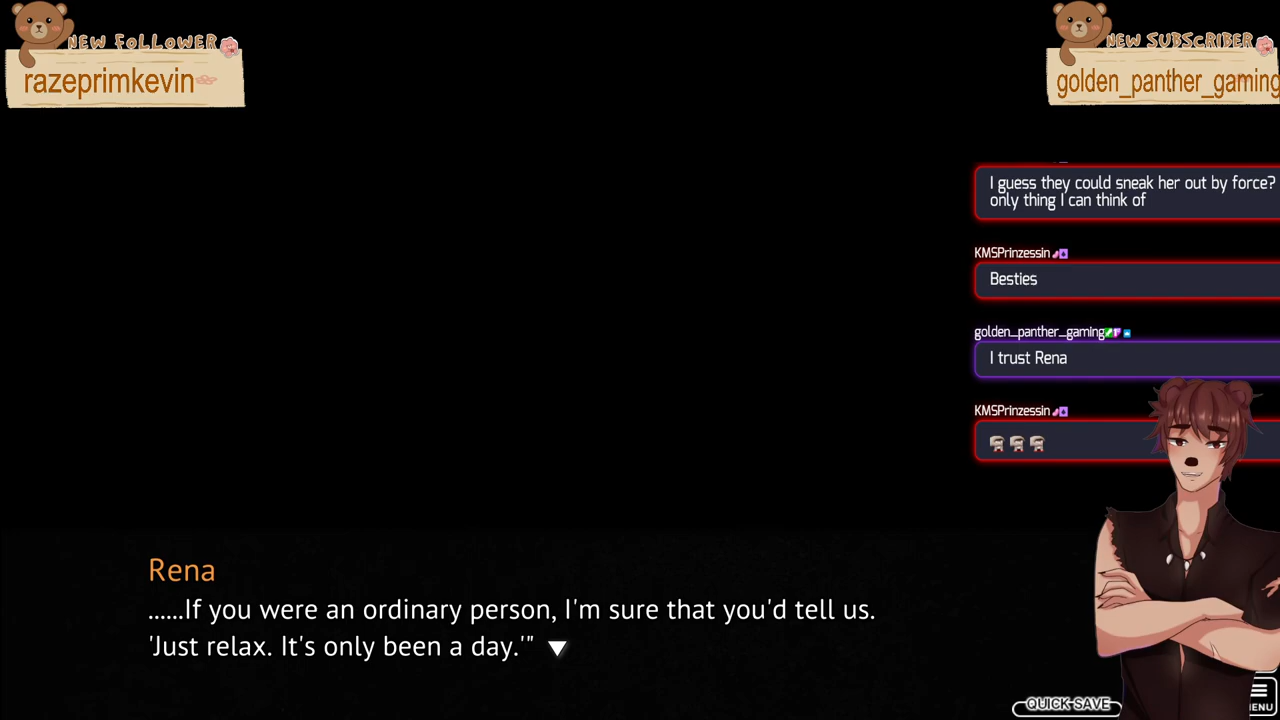 NEW FOLLOWER
razeprimkevin
NEW SUBSCRIBER
golden_panther_gaming
I guess they could sneak her out by force?
only thing I can think of
KMSPrinzessin
Besties
golden_panther_gaming
I trust Rena
KMSPrinzessin
Rena
......If you were an ordinary person, I'm sure that you'd tell us.
'Just relax. It's only been a day.'"
QUICK SAVE
MENU